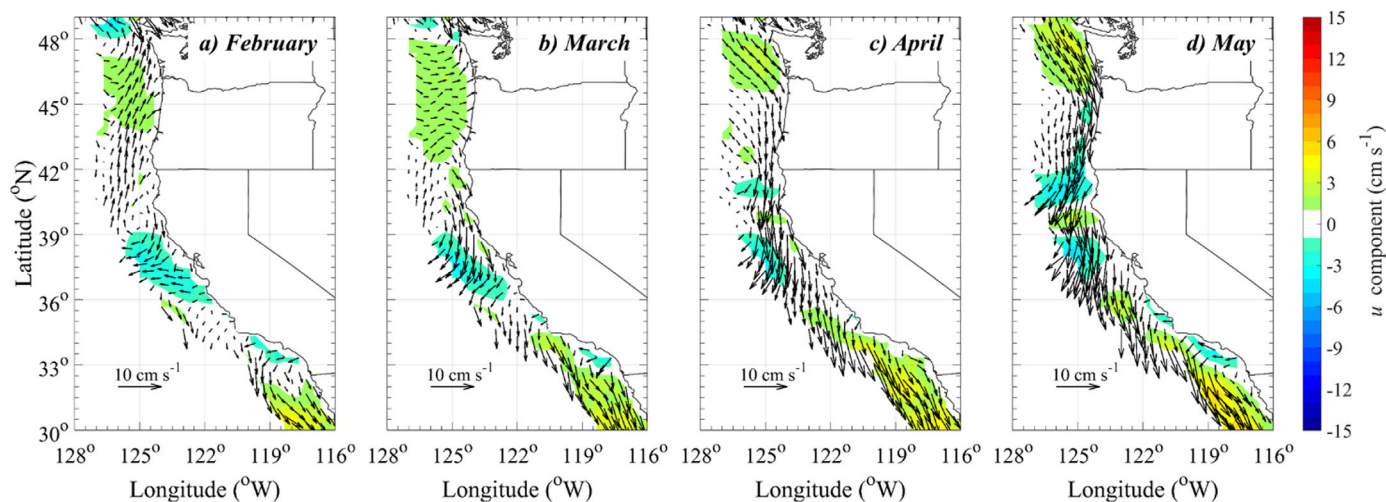 a) February
b) March
c) April
d) May
48°
45°
42°
39°
36°
33°
30°
Latitude (°N)
10 cm s⁻¹
10 cm s⁻¹
10 cm s⁻¹
10 cm s⁻¹
128° 125° 122° 119° 116°
128° 125° 122° 119° 116°
128° 125° 122° 119° 116°
128° 125° 122° 119° 116°
Longitude (°W)
Longitude (°W)
Longitude (°W)
Longitude (°W)
15
12
9
6
3
0
-3
-6
-9
-12
-15
u component (cm s⁻¹)